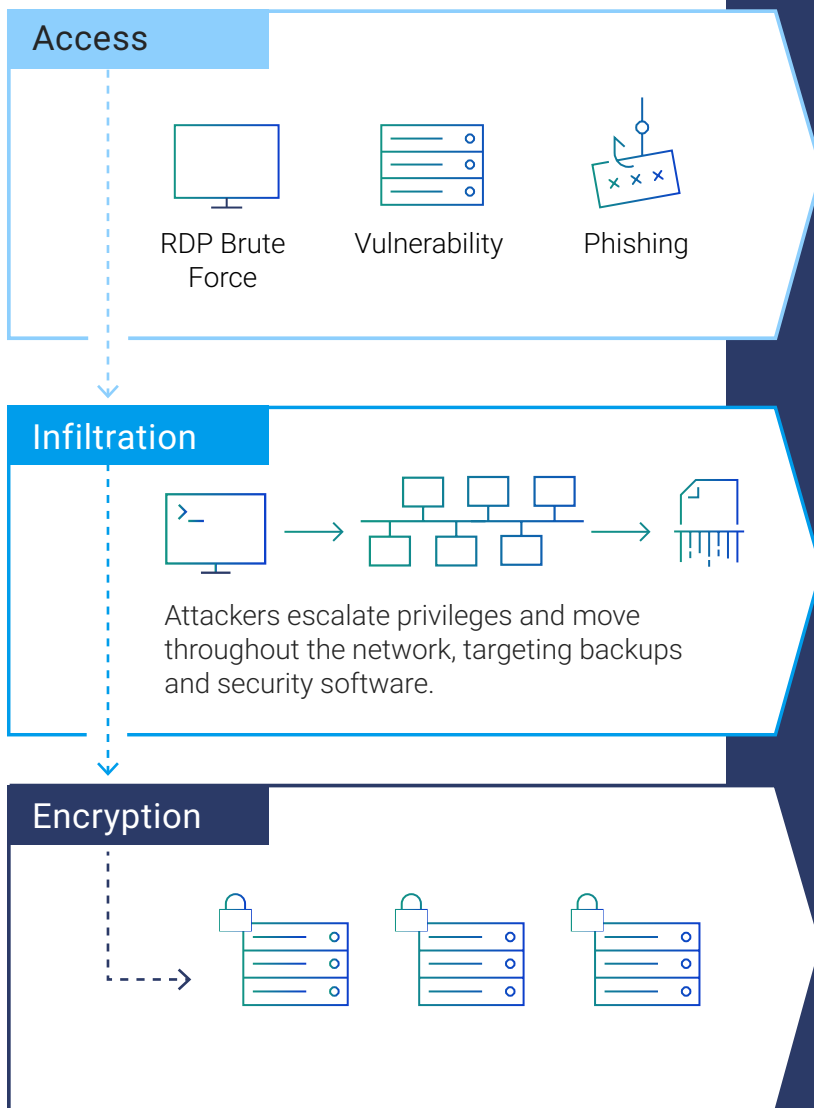 Access
RDP Brute
Force
Vulnerability
Phishing
Infiltration
Attackers escalate privileges and move
throughout the network, targeting backups
and security software.
Encryption